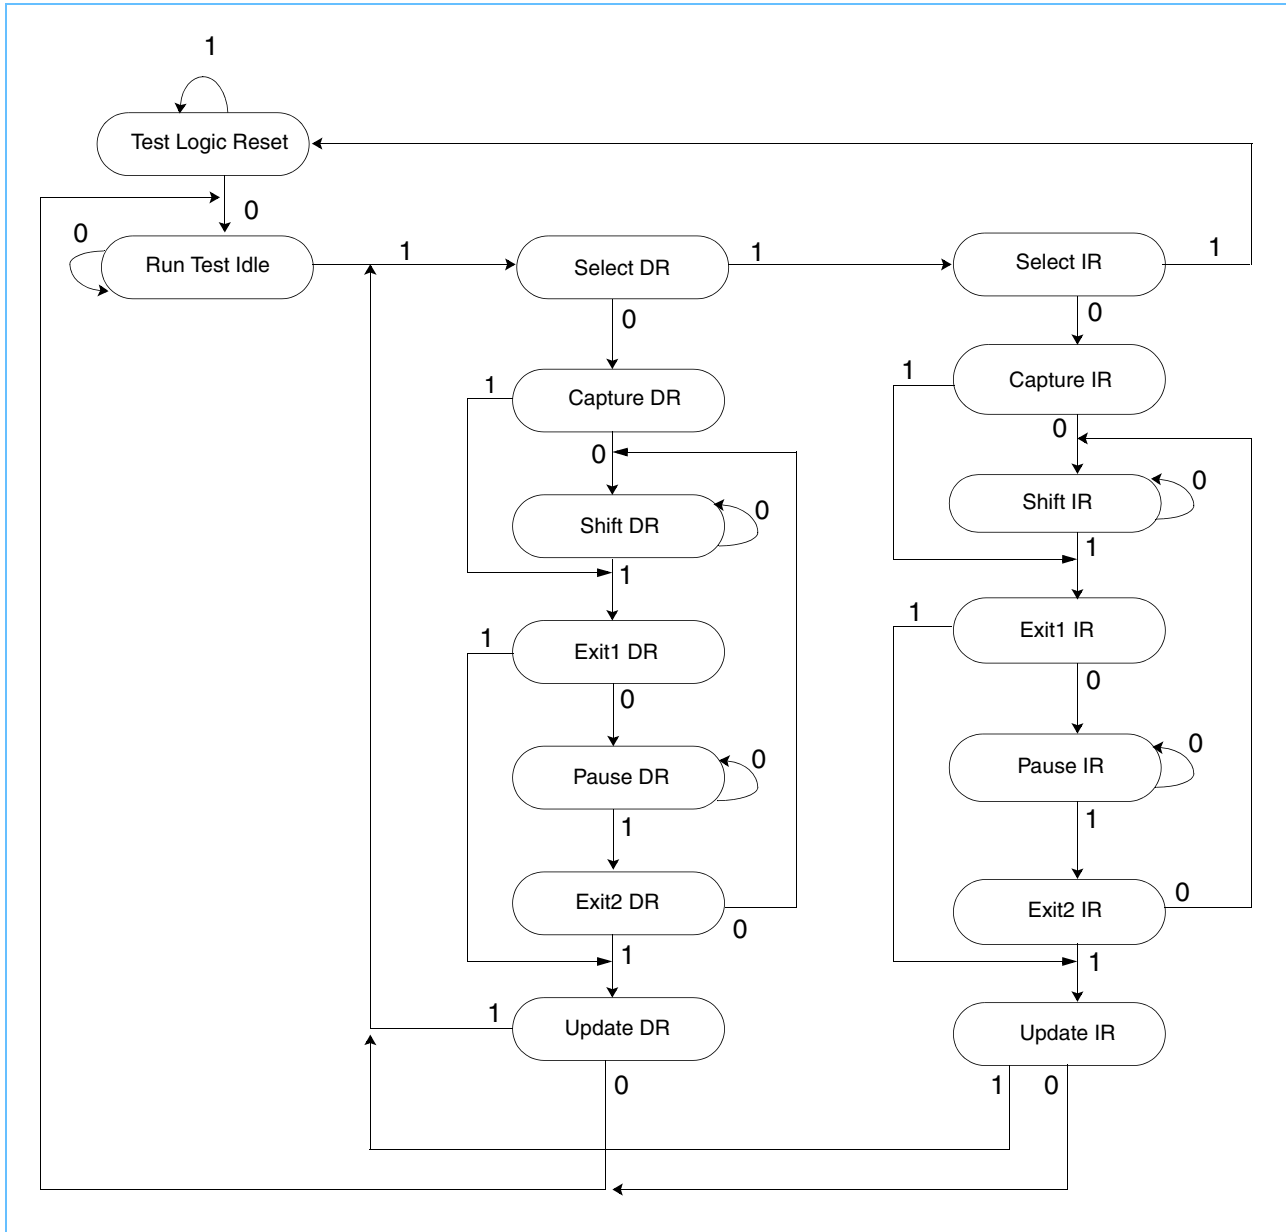 1
Test Logic Reset
0
0
Run Test Idle
1
Select DR
1
Select IR
1
0
0
1
Capture DR
0
1
Capture IR
0
Shift DR
0
1
Shift IR
0
1
1
Exit1 DR
0
1
Exit1 IR
0
Pause DR
0
1
Pause IR
0
1
Exit2 DR
0
1
Exit2 IR
0
1
1
Update DR
0
Update IR
1
0